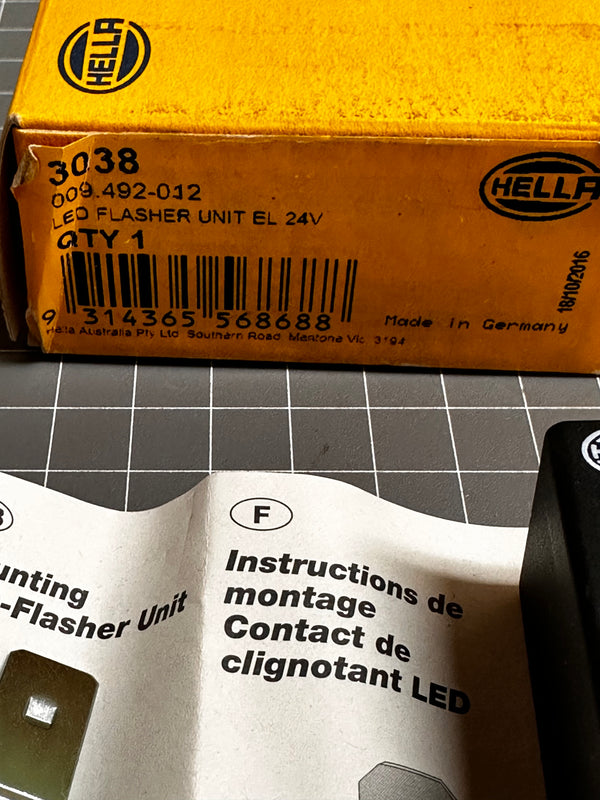 HELLA
3038
009.492-012
LED FLASHER UNIT EL 24V
QTY 1
HELLA
9 314365 568688
Made in Germany
18/10/2016
Hella Australia Pty Ltd Southern Road Mentone Vic. 3194
F
unting
-Flasher Unit
Instructions de
montage
Contact de
clignotant LED